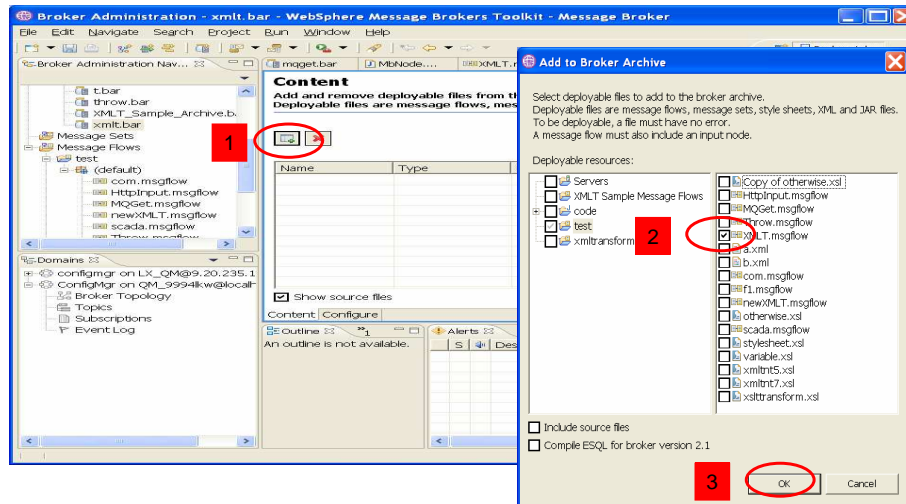 Broker Administration - xmlt.bar - WebSphere Message Brokers Toolkit - Message Broker
File Edit Navigate Search Project Run Window Help
Broker Administration Nav...
t.bar
throw.bar
XMLT_Sample_Archive.b
xmlt.bar
Message Sets
Message Flows
test
(default)
com.msgflow
HttpInput.msgflow
MQGet.msgflow
newXMLT.msgflow
scada.msgflow
Throw.msgflow
Domains
configmgr on LX_QM@9.20.235.1
ConfigMgr on QM_9994lkw@localh
Broker Topology
Topics
Subscriptions
Event Log
mqget.bar MbNode.... XMLT.r
Content
Add and remove deployable files from t
Deployable files are message flows, mes
1
Name Type
Show source files
Content Configure
Outline 1
An outline is not available.
Alerts
S Des
Add to Broker Archive
Select deployable files to add to the broker archive.
Deployable files are message flows, message sets, style sheets, XML and JAR files.
To be deployable, a file must have no error.
A message flow must also include an input node.
Deployable resources:
Servers
XMLT Sample Message Flows
code
test
xmltransform
2
Copy of otherwise.xsl
HttpInput.msgflow
MQGet.msgflow
Throw.msgflow
XMLT.msgflow
a.xml
b.xml
com.msgflow
f1.msgflow
newXMLT.msgflow
otherwise.xsl
scada.msgflow
stylesheet.xsl
variable.xsl
xmltnt5.xsl
xmltnt7.xsl
xslttransform.xsl
Include source files
Compile ESQL for broker version 2.1
3
OK Cancel